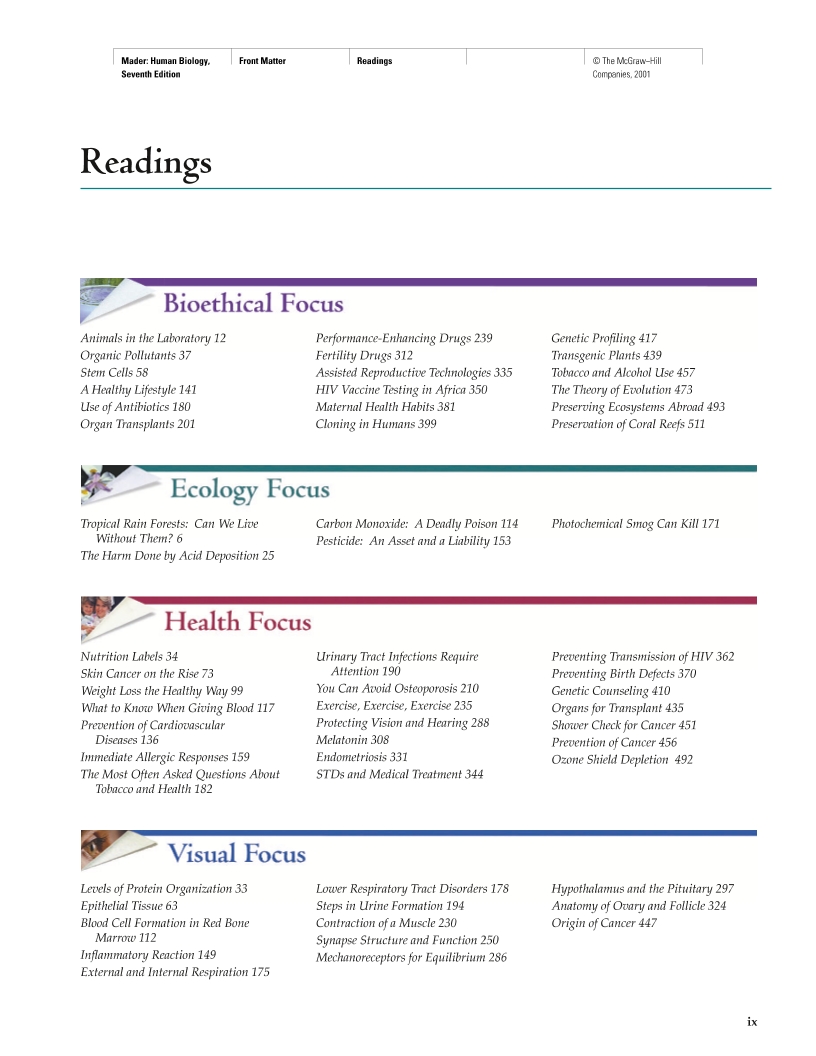 Mader: Human Biology,
Seventh Edition
Front Matter
Readings
© The McGraw–Hill
Companies, 2001
Readings
Bioethical Focus
Animals in the Laboratory 12
Organic Pollutants 37
Stem Cells 58
A Healthy Lifestyle 141
Use of Antibiotics 180
Organ Transplants 201
Performance-Enhancing Drugs 239
Fertility Drugs 312
Assisted Reproductive Technologies 335
HIV Vaccine Testing in Africa 350
Maternal Health Habits 381
Cloning in Humans 399
Genetic Profiling 417
Transgenic Plants 439
Tobacco and Alcohol Use 457
The Theory of Evolution 473
Preserving Ecosystems Abroad 493
Preservation of Coral Reefs 511
Ecology Focus
Tropical Rain Forests: Can We Live
Without Them? 6
The Harm Done by Acid Deposition 25
Carbon Monoxide: A Deadly Poison 114
Pesticide: An Asset and a Liability 153
Photochemical Smog Can Kill 171
Health Focus
Nutrition Labels 34
Skin Cancer on the Rise 73
Weight Loss the Healthy Way 99
What to Know When Giving Blood 117
Prevention of Cardiovascular
Diseases 136
Immediate Allergic Responses 159
The Most Often Asked Questions About
Tobacco and Health 182
Urinary Tract Infections Require
Attention 190
You Can Avoid Osteoporosis 210
Exercise, Exercise, Exercise 235
Protecting Vision and Hearing 288
Melatonin 308
Endometriosis 331
STDs and Medical Treatment 344
Preventing Transmission of HIV 362
Preventing Birth Defects 370
Genetic Counseling 410
Organs for Transplant 435
Shower Check for Cancer 451
Prevention of Cancer 456
Ozone Shield Depletion 492
Visual Focus
Levels of Protein Organization 33
Epithelial Tissue 63
Blood Cell Formation in Red Bone
Marrow 112
Inflammatory Reaction 149
External and Internal Respiration 175
Lower Respiratory Tract Disorders 178
Steps in Urine Formation 194
Contraction of a Muscle 230
Synapse Structure and Function 250
Mechanoreceptors for Equilibrium 286
Hypothalamus and the Pituitary 297
Anatomy of Ovary and Follicle 324
Origin of Cancer 447
ix